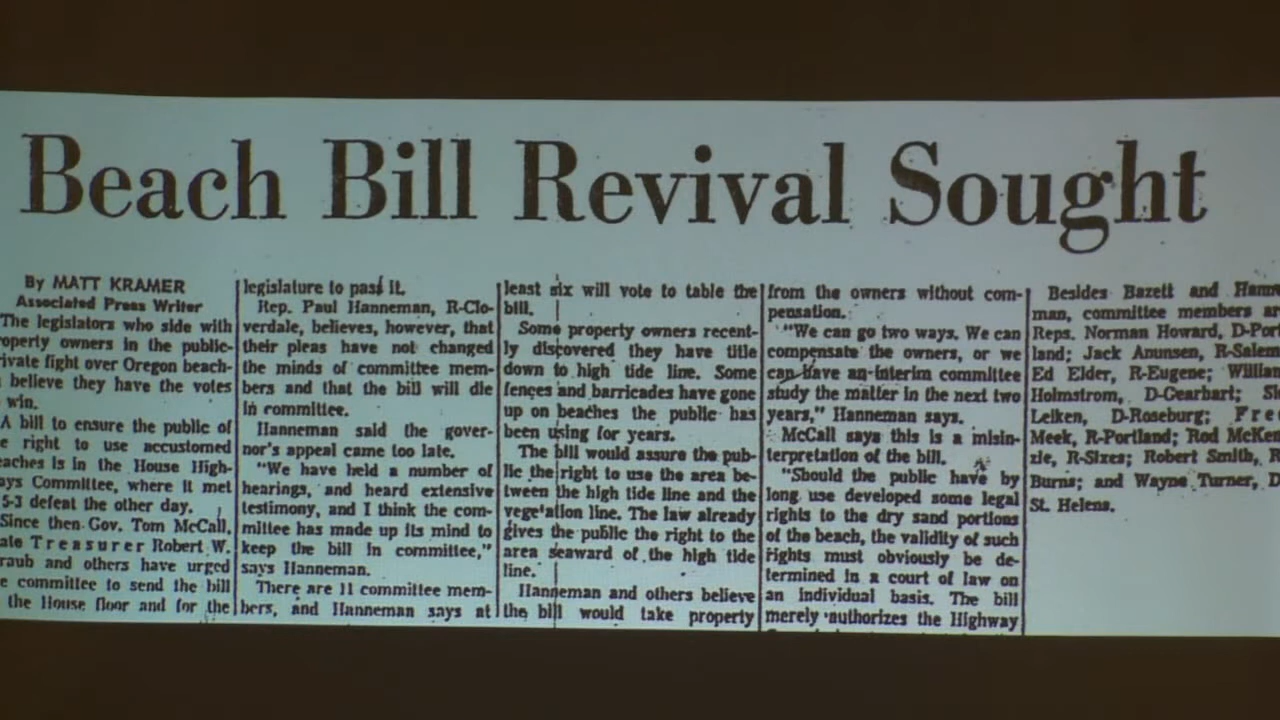 Beach Bill Revival Sought
By MATT KRAMER
Associated Press Writer
The legislators who side with
operty owners in the public-
ivate fight over Oregon beach-
believe they have the votes
win.
A bill to ensure the public of
e right to use accustomed
eaches is in the House High-
ays Committee, where it met
5-3 defeat the other day.
Since then Gov. Tom McCall,
ate Treasurer Robert W.
raub and others have urged
e committee to send the bill
the House floor and for the
legislature to pass it.
Rep. Paul Hanneman, R-Clo-
verdale, believes, however, that
their pleas have not changed
the minds of committee mem-
bers and that the bill will die
in committee.
Hanneman said the gover-
nor's appeal came too late.
"We have held a number of
hearings, and heard extensive
testimony, and I think the com-
mittee has made up its mind to
keep the bill in committee,"
says Hanneman.
There are 11 committee mem-
bers, and Hanneman says at
least six will vote to table the
bill.
Some property owners recent-
ly discovered they have title
down to high tide line. Some
fences and barricades have gone
up on beaches the public has
been using for years.
The bill would assure the pub-
lic the right to use the area be-
tween the high tide line and the
vegetation line. The law already
gives the public the right to the
area seaward of the high tide
line.
Hanneman and others believe
the bill would take property
from the owners without com-
pensation.
"We can go two ways. We can
compensate the owners, or we
can have an interim committee
study the matter in the next two
years," Hanneman says.
McCall says this is a misin-
terpretation of the bill.
"Should the public have by
long use developed some legal
rights to the dry sand portions
of the beach, the validity of such
rights must obviously be de-
termined in a court of law on
an individual basis. The bill
merely authorizes the Highway
Besides Bazett and Hanne
man, committee members ar
Reps. Norman Howard, D-Port
land; Jack Anunsen, R-Salem
Ed Elder, R-Eugene; William
Holmstrom, D-Gearhart; Si
Leiken, D-Roseburg; Fre
Meek, R-Portland; Rod McKen
zie, R-Sixes; Robert Smith, R
Burns; and Wayne Turner, D
St. Helens.